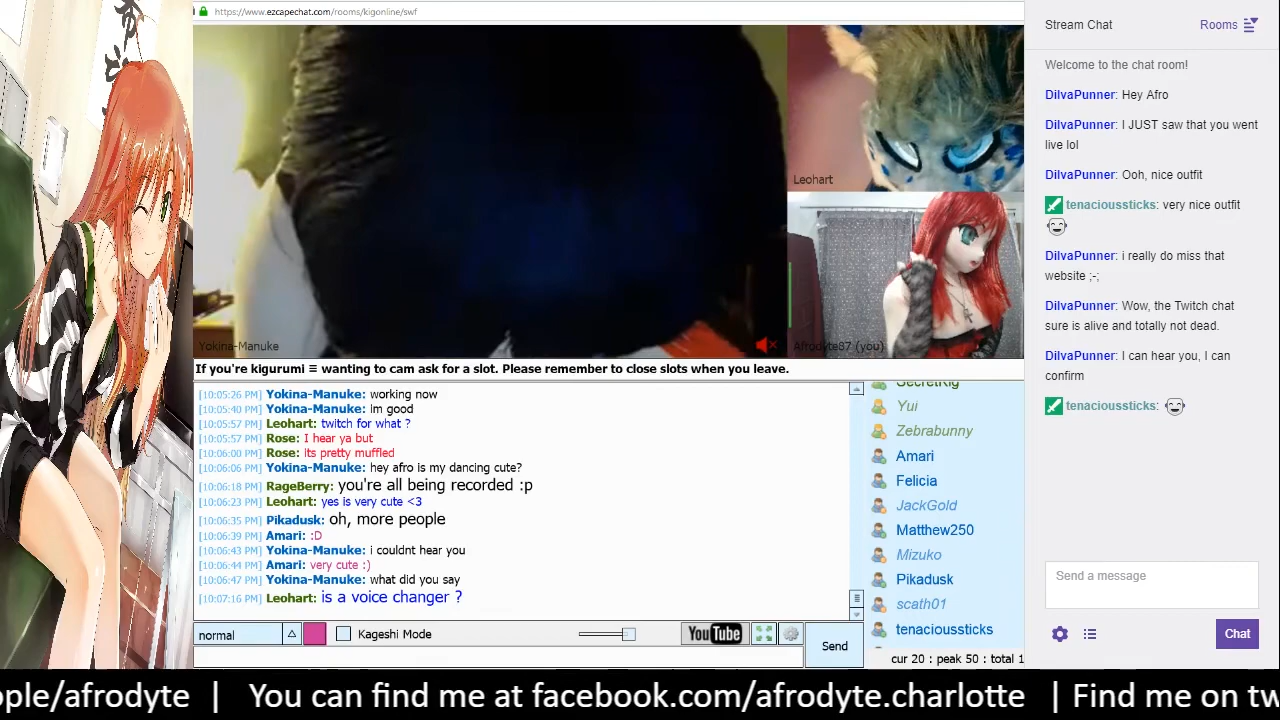 https://www.ezcapechat.com/rooms/kigonline/swf
Leohart
Yokina-Manuke
Afrodyte87 (you)
If you're kigurumi ≡ wanting to cam ask for a slot. Please remember to close slots when you leave.
[10:05:26 PM] Yokina-Manuke: working now
[10:05:40 PM] Yokina-Manuke: Im good
[10:05:57 PM] Leohart: twitch for what ?
[10:05:57 PM] Rose: I hear ya but
[10:06:00 PM] Rose: its pretty muffled
[10:06:06 PM] Yokina-Manuke: hey afro is my dancing cute?
[10:06:18 PM] RageBerry: you're all being recorded :p
[10:06:23 PM] Leohart: yes is very cute <3
[10:06:35 PM] Pikadusk: oh, more people
[10:06:39 PM] Amari: :D
[10:06:43 PM] Yokina-Manuke: i couldnt hear you
[10:06:44 PM] Amari: very cute :)
[10:06:47 PM] Yokina-Manuke: what did you say
[10:07:16 PM] Leohart: is a voice changer ?
SecretKig
Yui
Zebrabunny
Amari
Felicia
JackGold
Matthew250
Mizuko
Pikadusk
scath01
tenaciousticks
cur 20 : peak 50 : total 1
normal
Kageshi Mode
YouTube
Send
Stream Chat
Rooms
Welcome to the chat room!
DilvaPunner: Hey Afro
DilvaPunner: I JUST saw that you went
live lol
DilvaPunner: Ooh, nice outfit
tenaciousticks: very nice outfit
DilvaPunner: i really do miss that
website ;-;
DilvaPunner: Wow, the Twitch chat
sure is alive and totally not dead.
DilvaPunner: I can hear you, I can
confirm
tenaciousticks:
Send a message
Chat
ople/afrodyte | You can find me at facebook.com/afrodyte.charlotte | Find me on tw